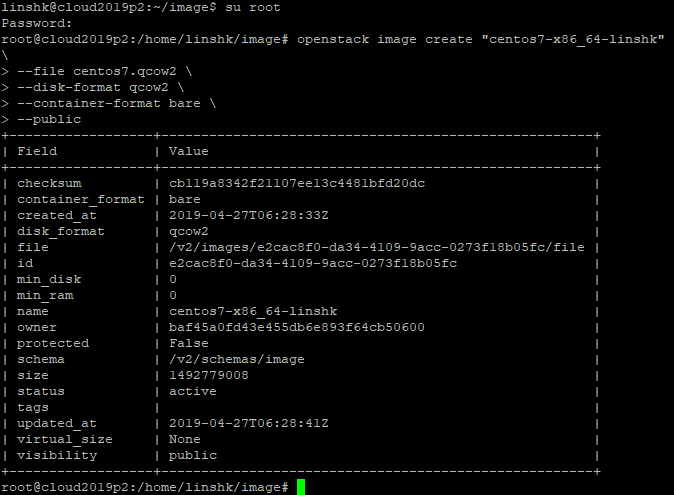 linshk@cloud2019p2:~/image$ su root
Password:
root@cloud2019p2:/home/linshk/image# openstack image create "centos7-x86_64-linshk"
\
> --file centos7.qcow2 \
> --disk-format qcow2 \
> --container-format bare \
> --public
+------------------+------------------------------------------------------+
| Field            | Value                                                |
+------------------+------------------------------------------------------+
| checksum         | cb119a8342f21107ee13c4481bfd20dc                     |
| container_format | bare                                                 |
| created_at       | 2019-04-27T06:28:33Z                                 |
| disk_format      | qcow2                                                |
| file             | /v2/images/e2cac8f0-da34-4109-9acc-0273f18b05fc/file |
| id               | e2cac8f0-da34-4109-9acc-0273f18b05fc                 |
| min_disk         | 0                                                    |
| min_ram          | 0                                                    |
| name             | centos7-x86_64-linshk                                |
| owner            | baf45a0fd43e455db6e893f64cb50600                     |
| protected        | False                                                |
| schema           | /v2/schemas/image                                    |
| size             | 1492779008                                           |
| status           | active                                               |
| tags             |                                                      |
| updated_at       | 2019-04-27T06:28:41Z                                 |
| virtual_size     | None                                                 |
| visibility       | public                                               |
+------------------+------------------------------------------------------+
root@cloud2019p2:/home/linshk/image#